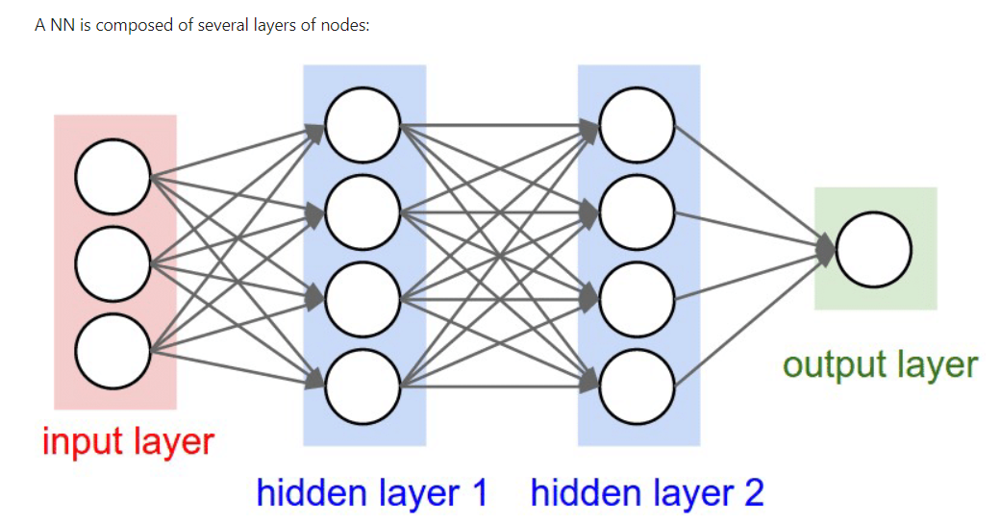 A NN is composed of several layers of nodes:
output layer
input layer
hidden layer 1
hidden layer 2